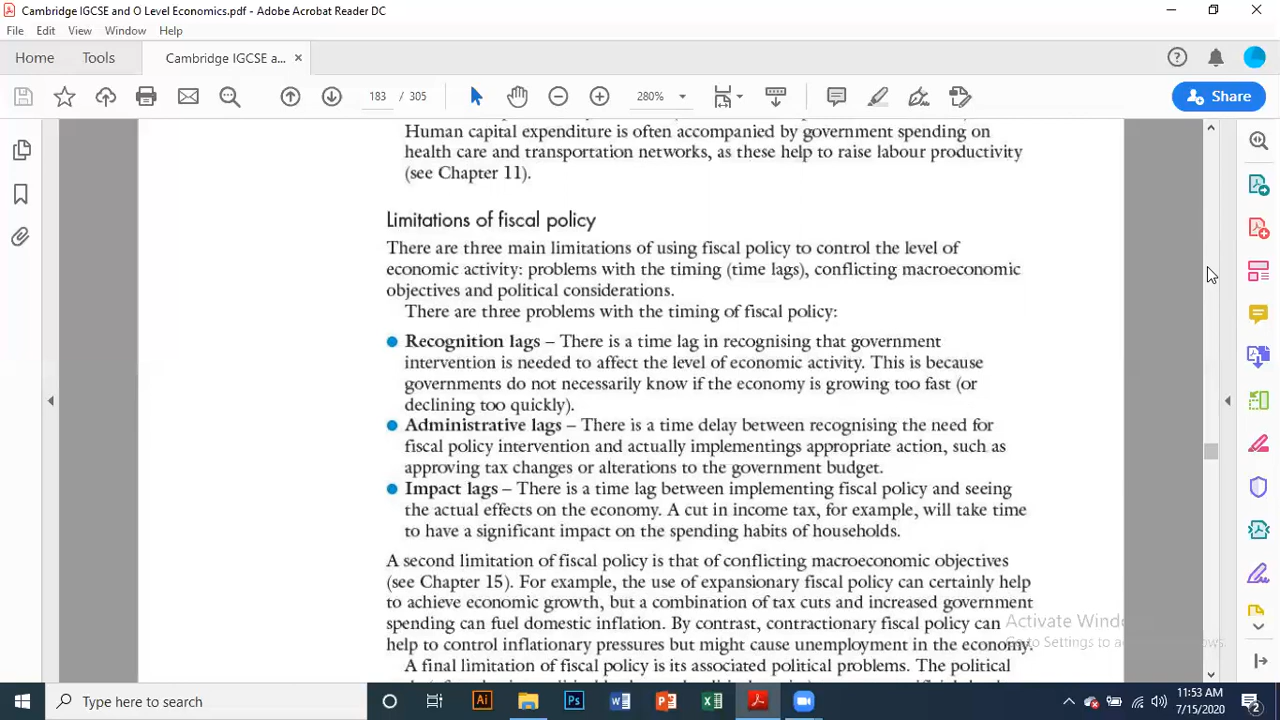 Cambridge IGCSE and O Level Economics.pdf - Adobe Acrobat Reader DC
File Edit View Window Help
Home Tools Cambridge IGCSE and O Level Ec... ×
183 / 305 280% Share
Human capital expenditure is often accompanied by government spending on
health care and transportation networks, as these help to raise labour productivity
(see Chapter 11).
Limitations of fiscal policy
There are three main limitations of using fiscal policy to control the level of
economic activity: problems with the timing (time lags), conflicting macroeconomic
objectives and political considerations.
There are three problems with the timing of fiscal policy:
Recognition lags – There is a time lag in recognising that government
intervention is needed to affect the level of economic activity. This is because
governments do not necessarily know if the economy is growing too fast (or
declining too quickly).
Administrative lags – There is a time delay between recognising the need for
fiscal policy intervention and actually implementings appropriate action, such as
approving tax changes or alterations to the government budget.
Impact lags – There is a time lag between implementing fiscal policy and seeing
the actual effects on the economy. A cut in income tax, for example, will take time
to have a significant impact on the spending habits of households.
A second limitation of fiscal policy is that of conflicting macroeconomic objectives
(see Chapter 15). For example, the use of expansionary fiscal policy can certainly help
to achieve economic growth, but a combination of tax cuts and increased government
spending can fuel domestic inflation. By contrast, contractionary fiscal policy can
help to control inflationary pressures but might cause unemployment in the economy.
A final limitation of fiscal policy is its associated political problems. The political
Activate Windo
Go to Settings to a
Type here to search
11:53 AM
7/15/2020
2